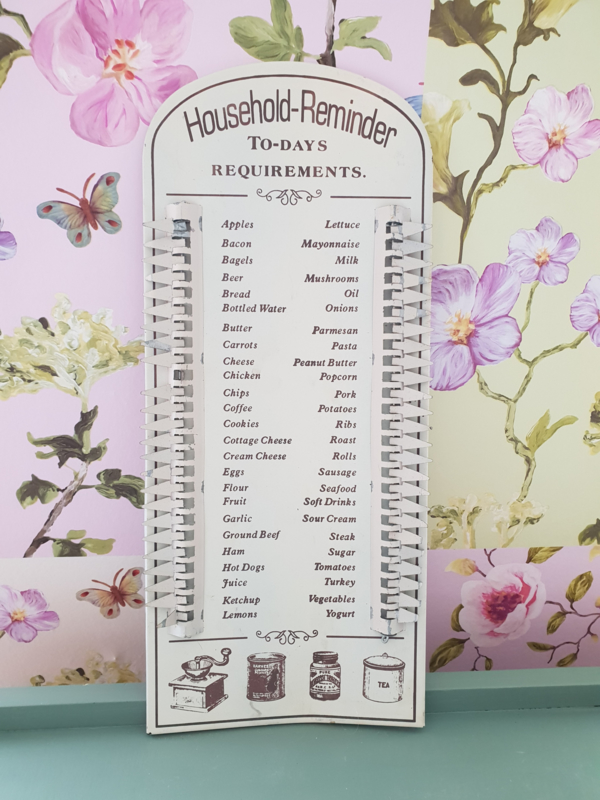 Household-Reminder
TO-DAYS
REQUIREMENTS.
Apples Lettuce
Bacon Mayonnaise
Bagels Milk
Beer Mushrooms
Bread Oil
Bottled Water Onions
Butter Parmesan
Carrots Pasta
Cheese Peanut Butter
Chicken Popcorn
Chips Pork
Coffee Potatoes
Cookies Ribs
Cottage Cheese Roast
Cream Cheese Rolls
Eggs Sausage
Flour Seafood
Fruit Soft Drinks
Garlic Sour Cream
Ground Beef Steak
Ham Sugar
Hot Dogs Tomatoes
Juice Turkey
Ketchup Vegetables
Lemons Yogurt
TEA